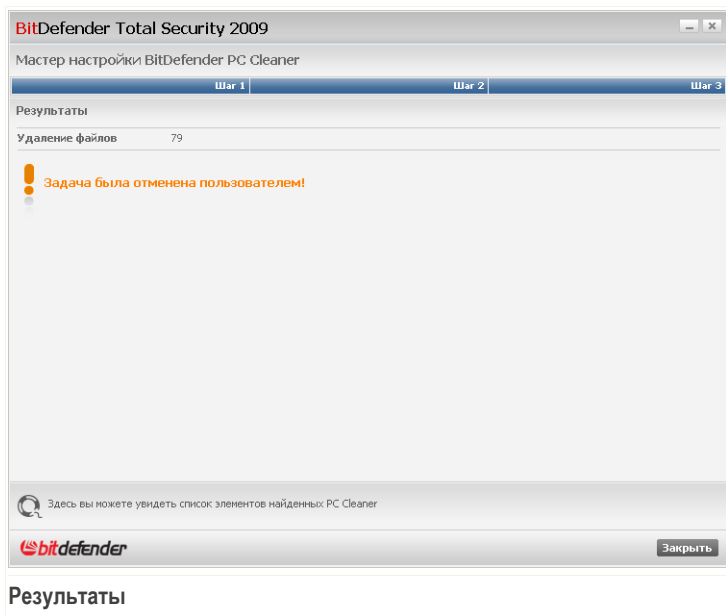 BitDefender Total Security 2009
Мастер настройки BitDefender PC Cleaner
Шаг 1 Шаг 2 Шаг 3
Результаты
Удаление файлов 79
Задача была отменена пользователем!
Здесь вы можете увидеть список элементов найденных PC Cleaner
bitdefender
Закрыть
Результаты